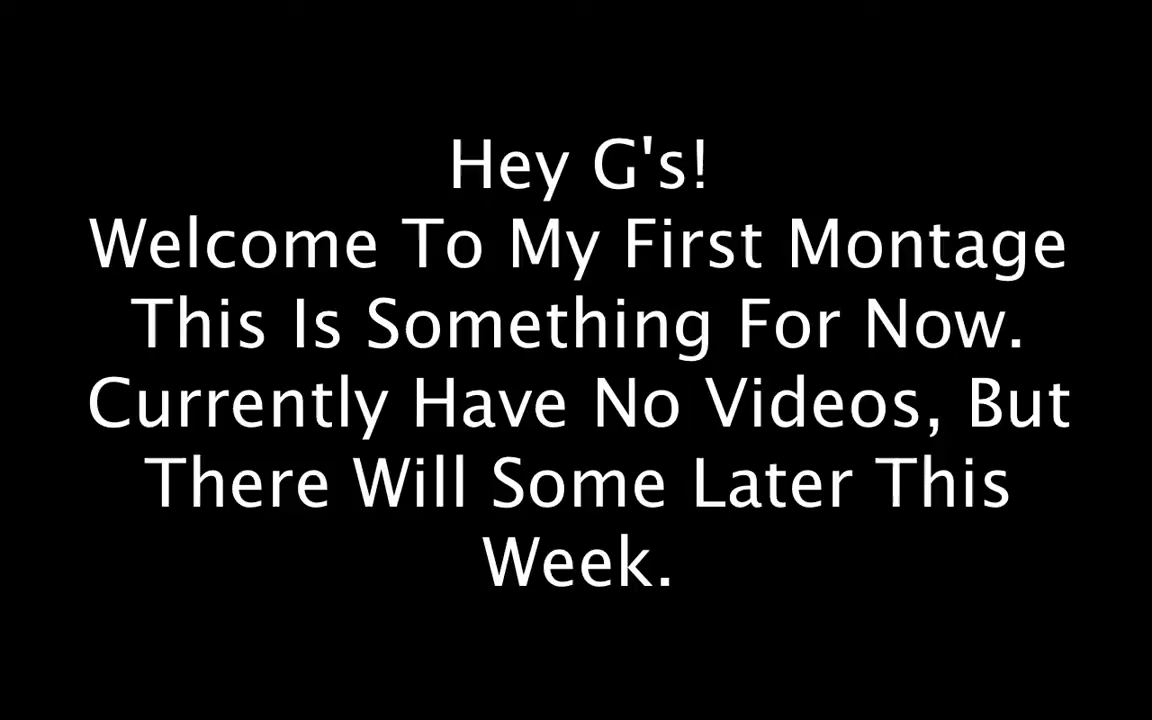 Hey G's!
Welcome To My First Montage
This Is Something For Now.
Currently Have No Videos, But
There Will Some Later This
Week.